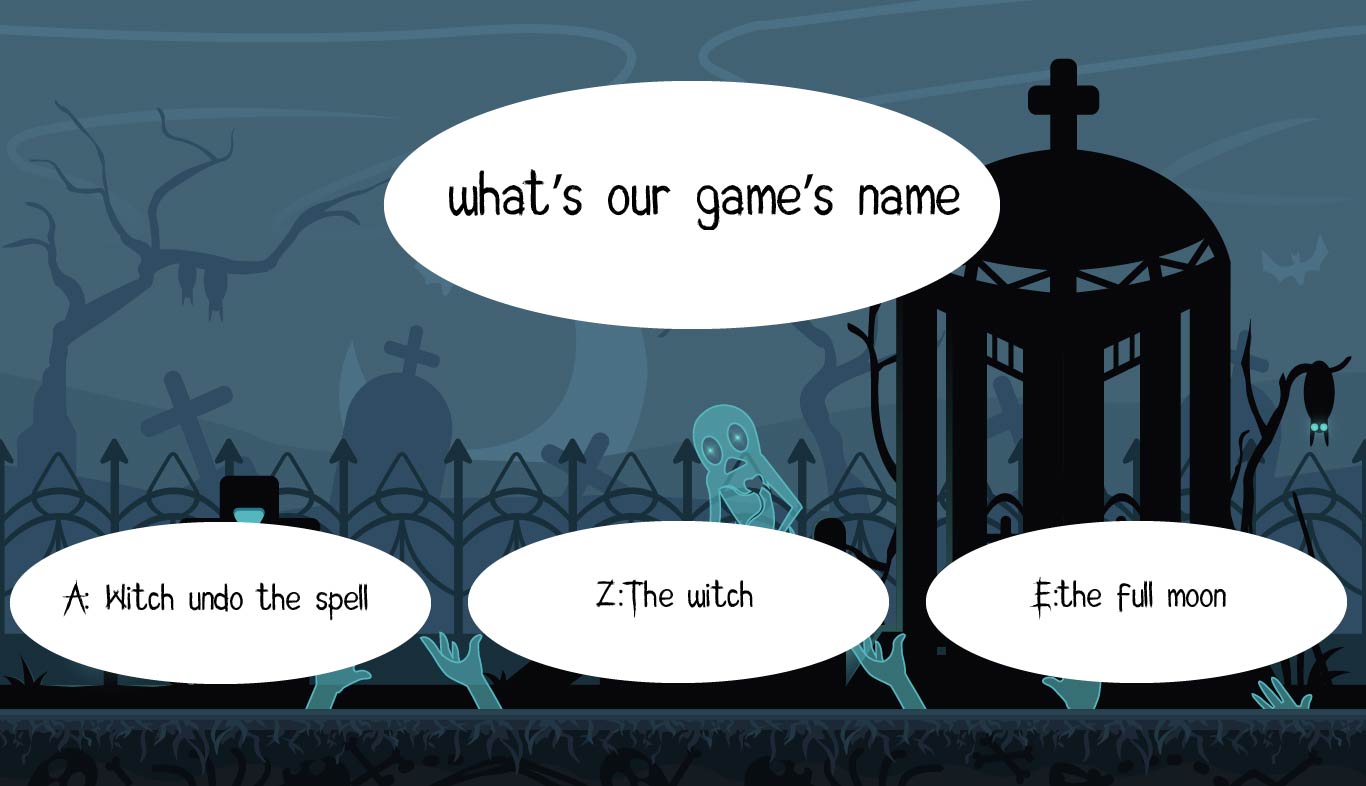 what's our game's name
A: Witch undo the spell
Z:The witch
E:the full moon